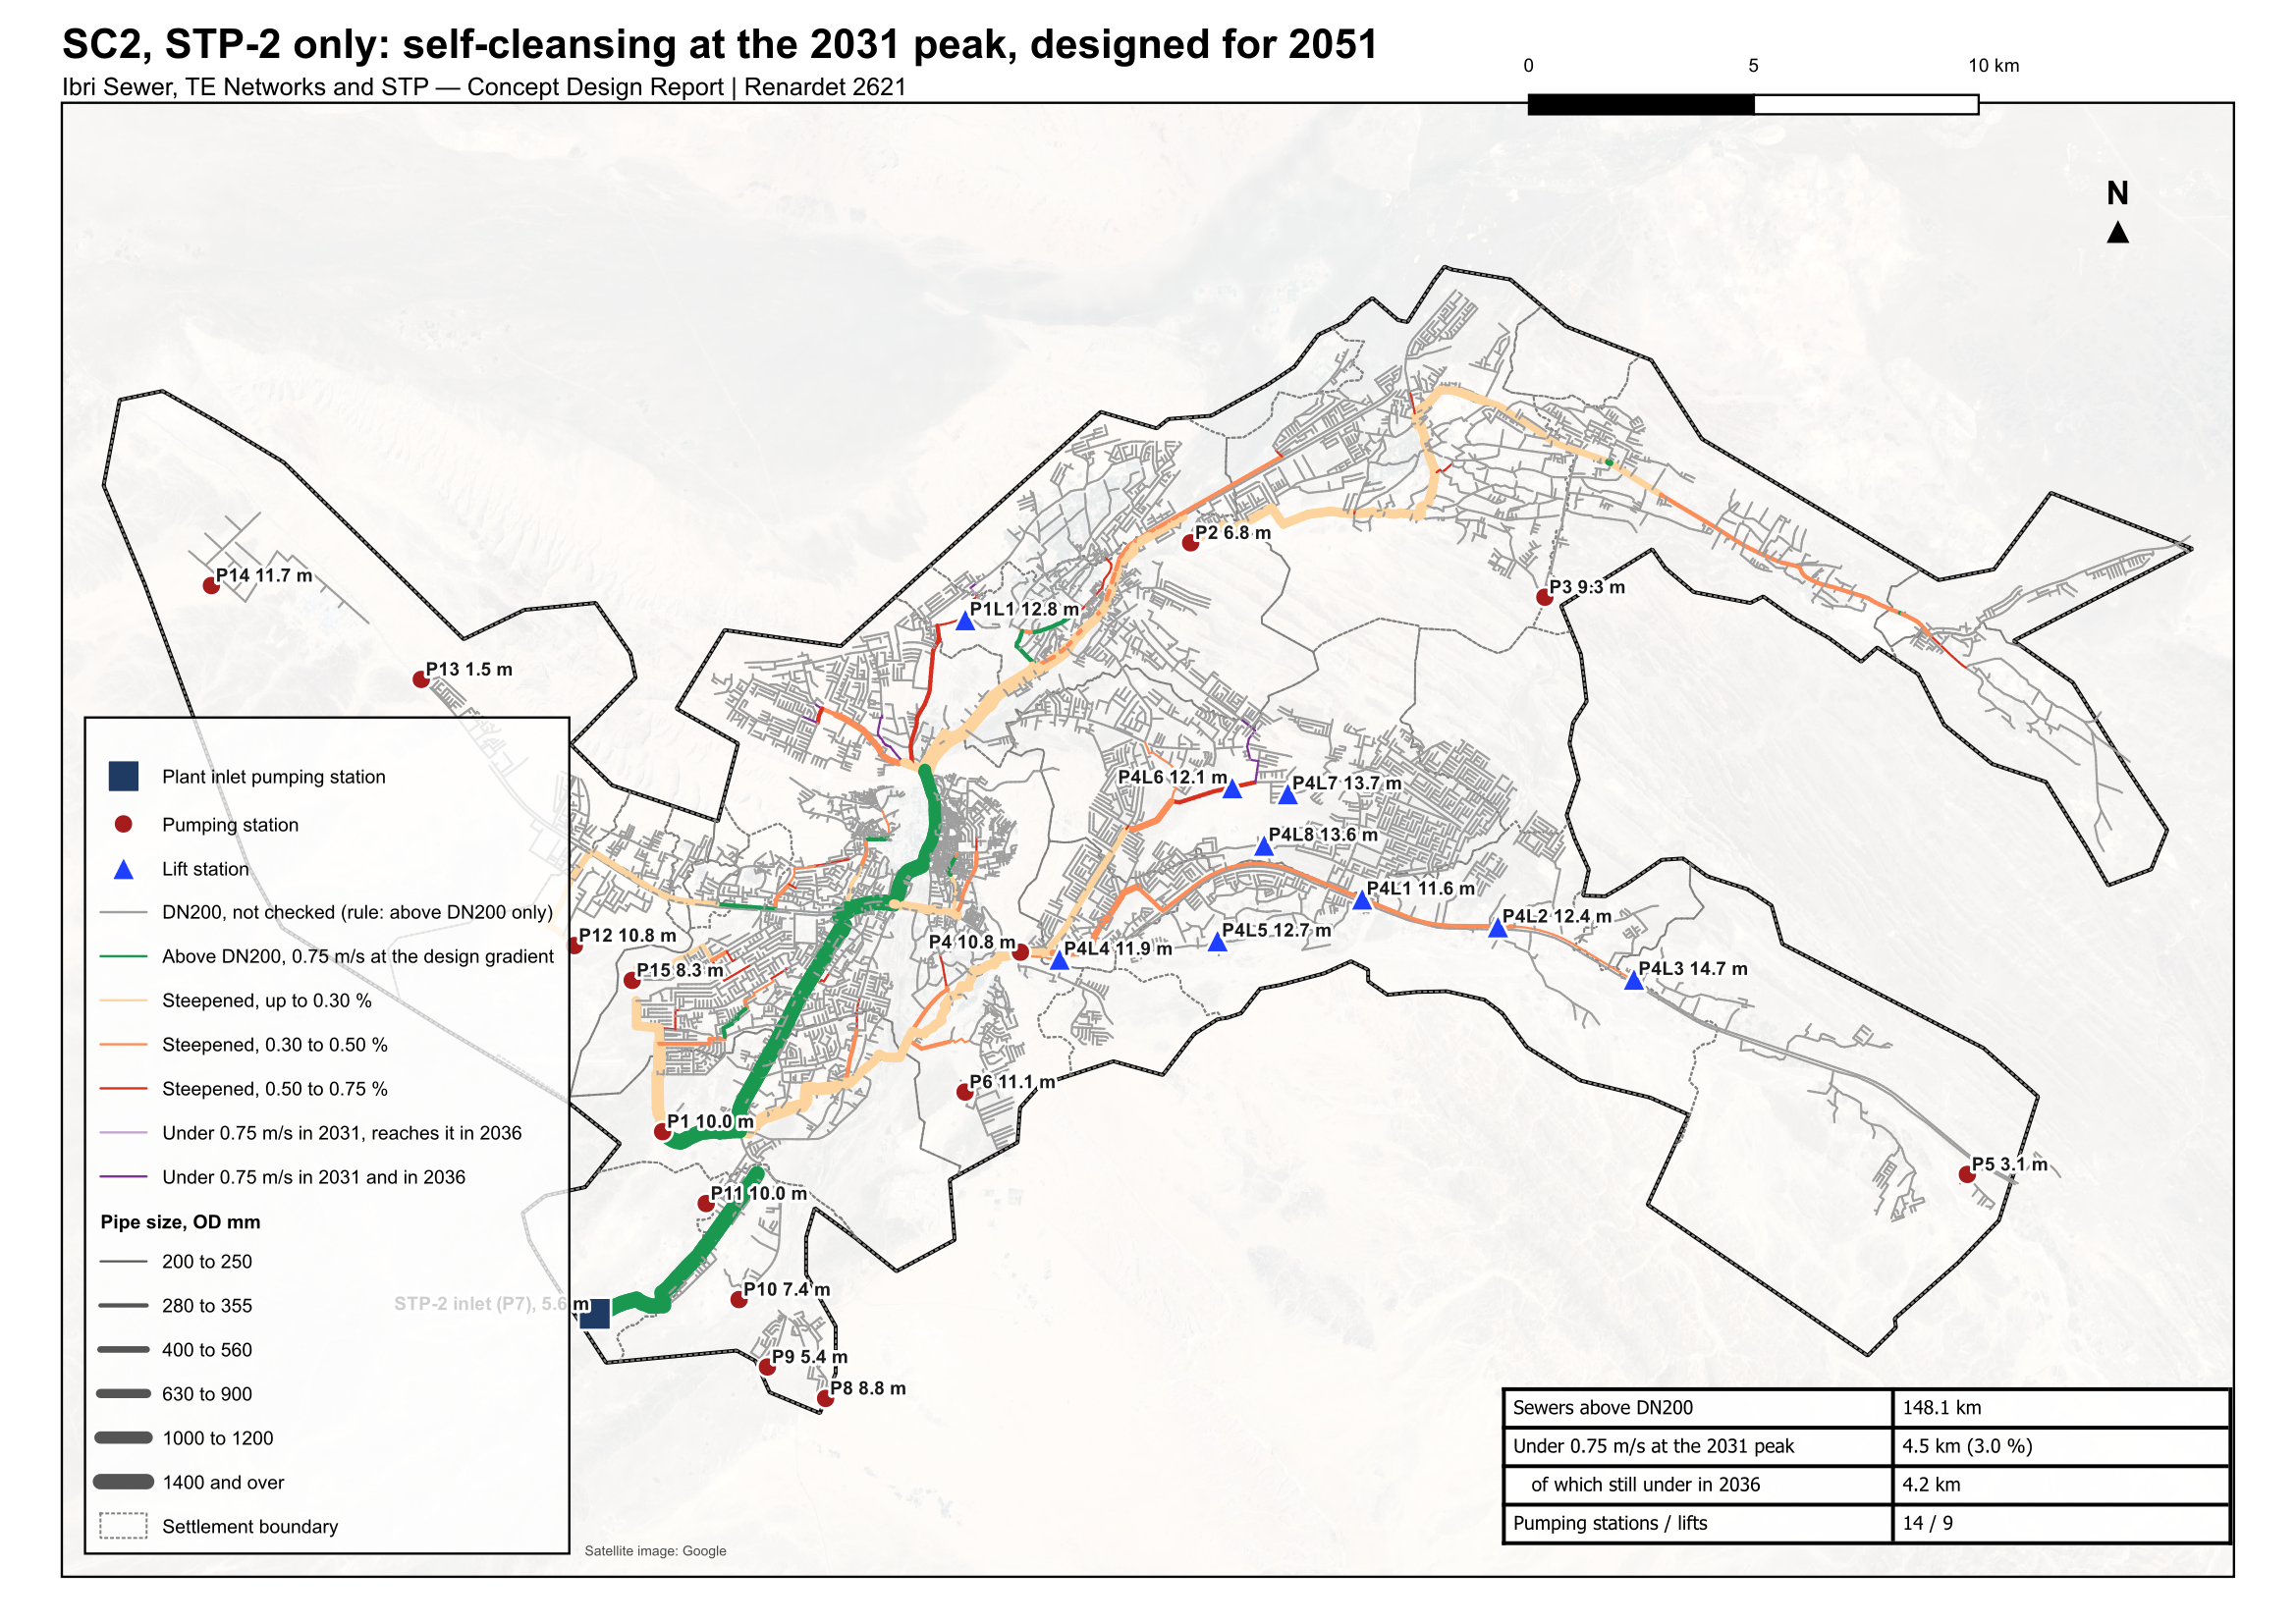 SC2, STP-2 only: self-cleansing at the 2031 peak, designed for 2051
Ibri Sewer, TE Networks and STP — Concept Design Report | Renardet 2621
0 5 10 km
N
P2 6.8 m
P14 11.7 m
P3 9.3 m
P1L1 12.8 m
P13 1.5 m
P4L6 12.1 m
P4L7 13.7 m
P4L8 13.6 m
P4L1 11.6 m
P4L2 12.4 m
P4L5 12.7 m
P12 10.8 m
P4 10.8 m
P4L4 11.9 m
P15 8.3 m
P4L3 14.7 m
P6 11.1 m
P1 10.0 m
P5 3.1 m
P11 10.0 m
P10 7.4 m
STP-2 inlet (P7), 5.6 m
P9 5.4 m
P8 8.8 m
Plant inlet pumping station
Pumping station
Lift station
DN200, not checked (rule: above DN200 only)
Above DN200, 0.75 m/s at the design gradient
Steepened, up to 0.30 %
Steepened, 0.30 to 0.50 %
Steepened, 0.50 to 0.75 %
Under 0.75 m/s in 2031, reaches it in 2036
Under 0.75 m/s in 2031 and in 2036
Pipe size, OD mm
200 to 250
280 to 355
400 to 560
630 to 900
1000 to 1200
1400 and over
Settlement boundary
Satellite image: Google
Sewers above DN200 148.1 km
Under 0.75 m/s at the 2031 peak 4.5 km (3.0 %)
of which still under in 2036 4.2 km
Pumping stations / lifts 14 / 9